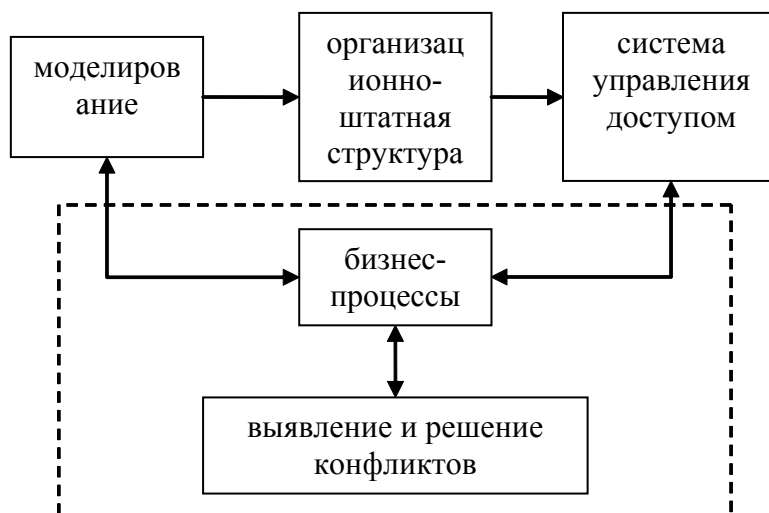 моделиров
ание
организац
ионно-
штатная
структура
система
управления
доступом
бизнес-
процессы
выявление и решение
конфликтов